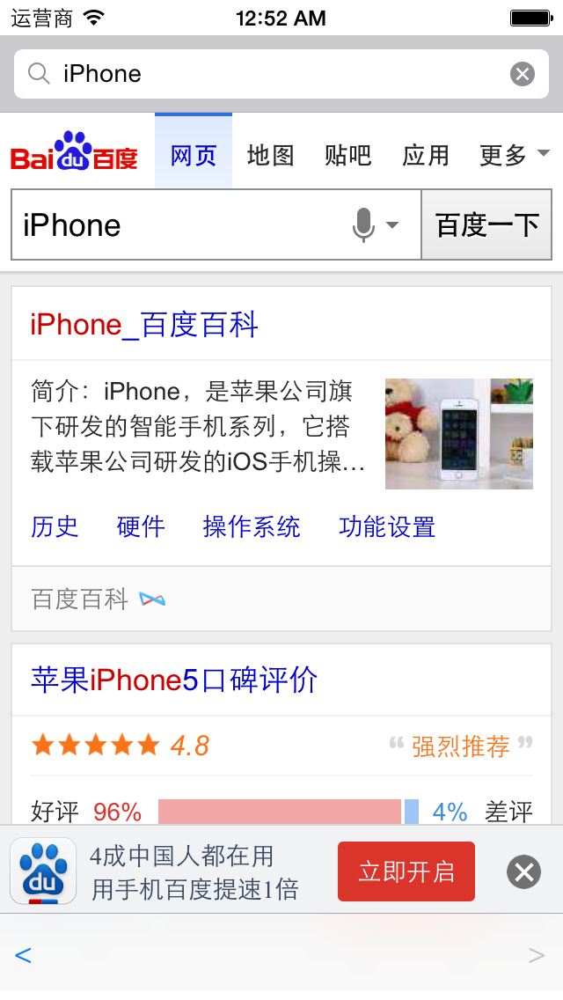 运营商 12:52 AM
iPhone
Bai du 百度 网页 地图 贴吧 应用 更多
iPhone 百度一下
iPhone_百度百科
简介：iPhone，是苹果公司旗
下研发的智能手机系列，它搭
载苹果公司研发的iOS手机操...
历史 硬件 操作系统 功能设置
百度百科
苹果iPhone5口碑评价
4.8 “ 强烈推荐 ”
好评 96% 4% 差评
du 4成中国人都在用
用手机百度提速1倍 立即开启
< >